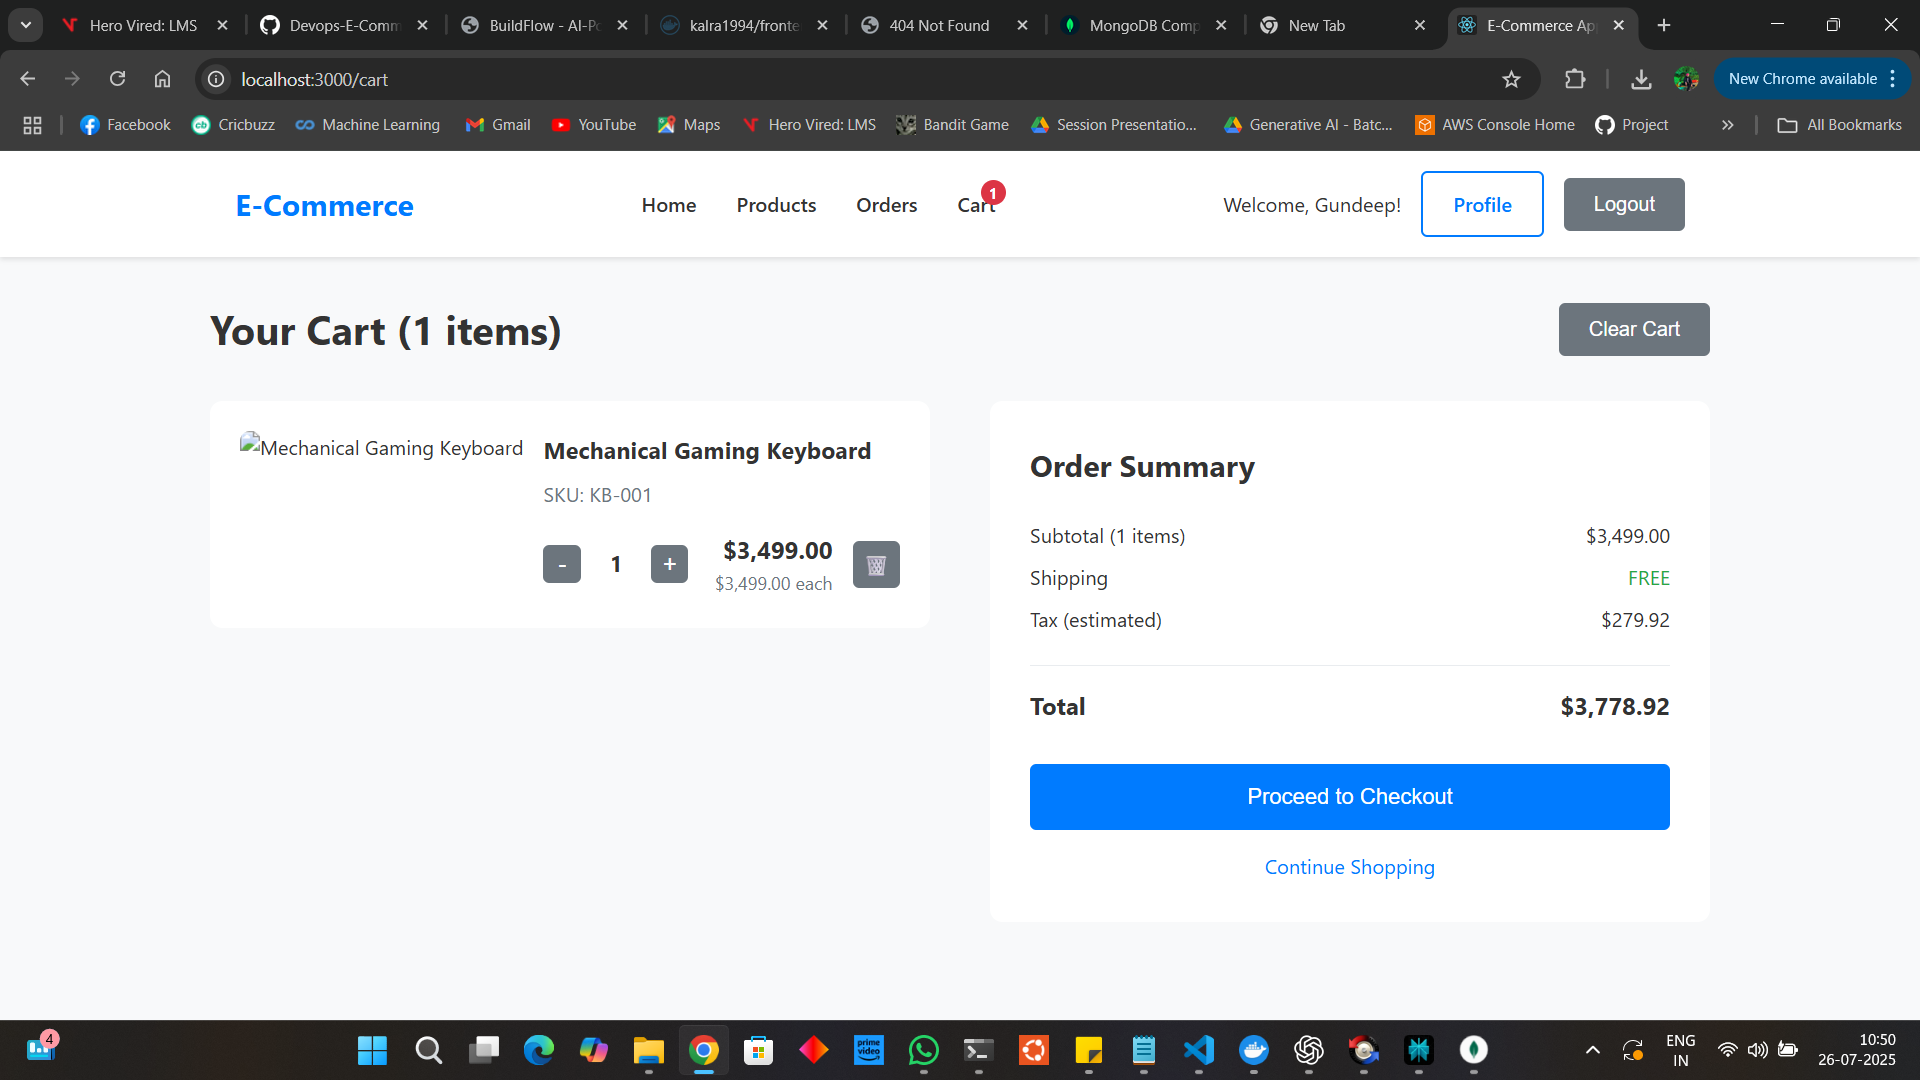 Hero Vired: LMS
Devops-E-Comm
BuildFlow - AI-Po
kalra1994/fronte
404 Not Found
MongoDB Comp
New Tab
E-Commerce Ap
localhost:3000/cart
New Chrome available
Facebook
Cricbuzz
Machine Learning
Gmail
YouTube
Maps
Hero Vired: LMS
Bandit Game
Session Presentatio...
Generative AI - Batc...
AWS Console Home
Project
All Bookmarks
E-Commerce
Home
Products
Orders
Cart
1
Welcome, Gundeep!
Profile
Logout
Your Cart (1 items)
Clear Cart
Mechanical Gaming Keyboard
Mechanical Gaming Keyboard
SKU: KB-001
- 1 +
$3,499.00
$3,499.00 each
Order Summary
Subtotal (1 items) $3,499.00
Shipping FREE
Tax (estimated) $279.92
Total $3,778.92
Proceed to Checkout
Continue Shopping
4
prime video
ENG
IN
10:50
26-07-2025